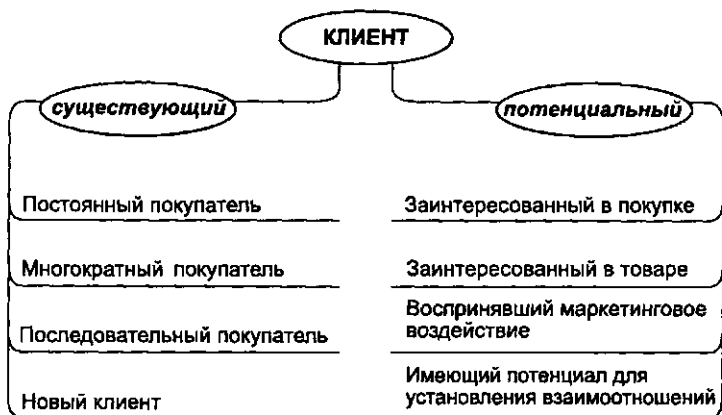 КЛИЕНТ
существующий
потенциальный
Постоянный покупатель
Многократный покупатель
Последовательный покупатель
Новый клиент
Заинтересованный в покупке
Заинтересованный в товаре
Воспринявший маркетинговое
воздействие
Имеющий потенциал для
установления взаимоотношений